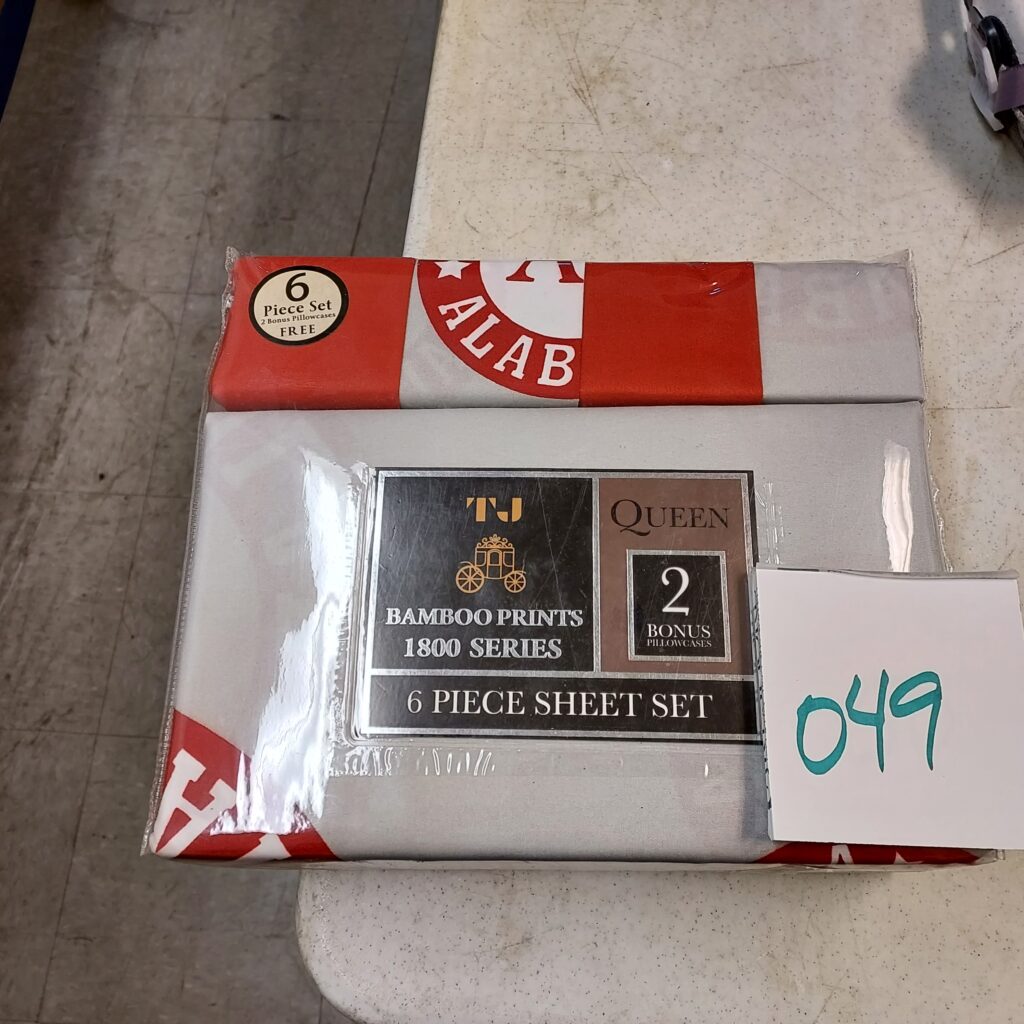 6
Piece Set
2 Bonus Pillowcases
FREE
A
ALAB
TJ
BAMBOO PRINTS
1800 SERIES
QUEEN
2
BONUS
PILLOWCASES
6 PIECE SHEET SET
049
H